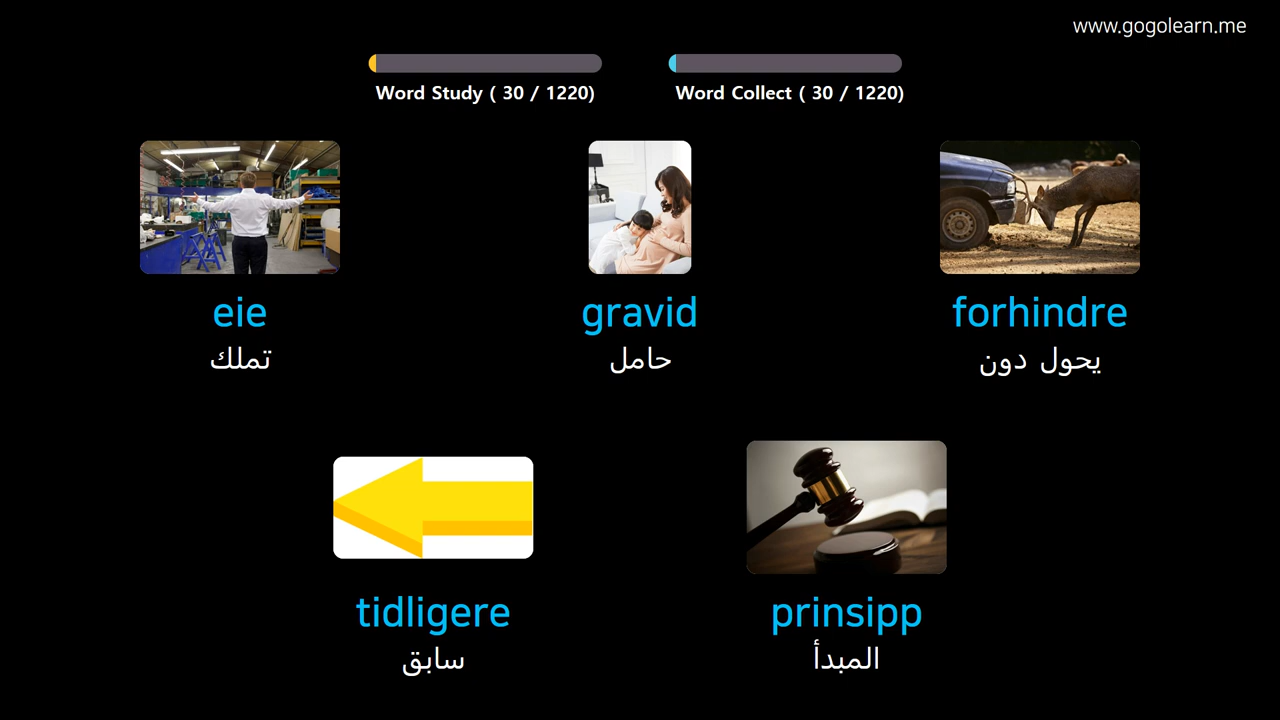 www.gogolearn.me
Word Study ( 30 / 1220)
Word Collect ( 30 / 1220)
eie
تملك
gravid
حامل
forhindre
يحول دون
tidligere
سابق
prinsipp
المبدأ